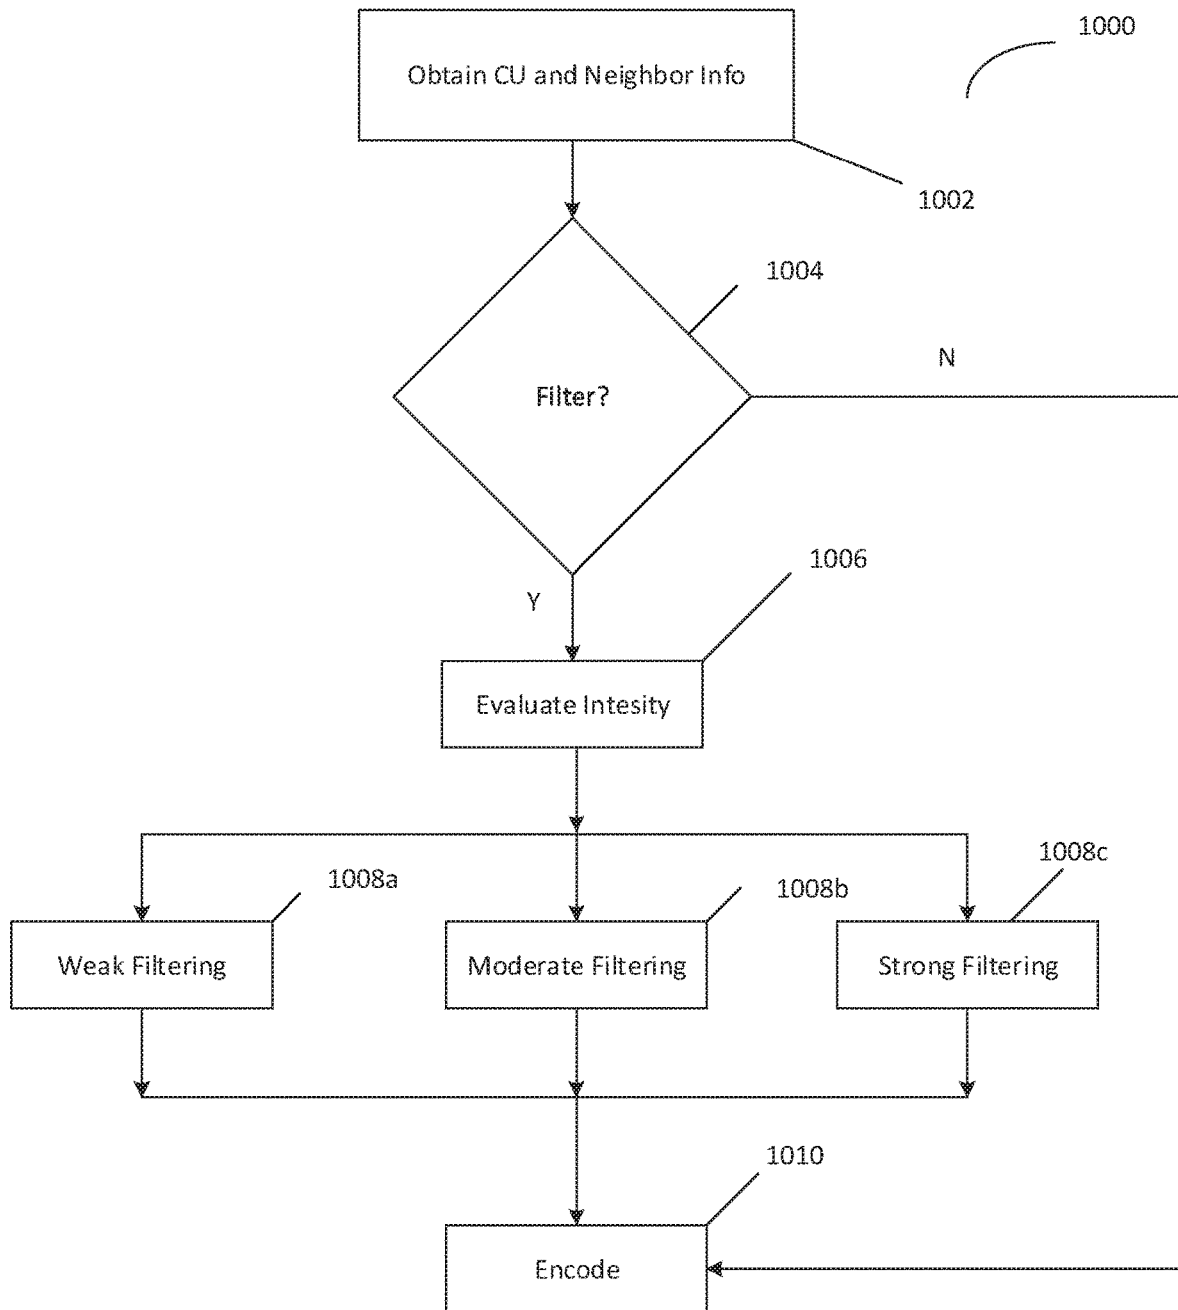 1000
Obtain CU and Neighbor Info
1002
1004
N
Filter?
1006
Y
Evaluate Intesity
1008a
1008b
1008c
Weak Filtering
Moderate Filtering
Strong Filtering
1010
Encode